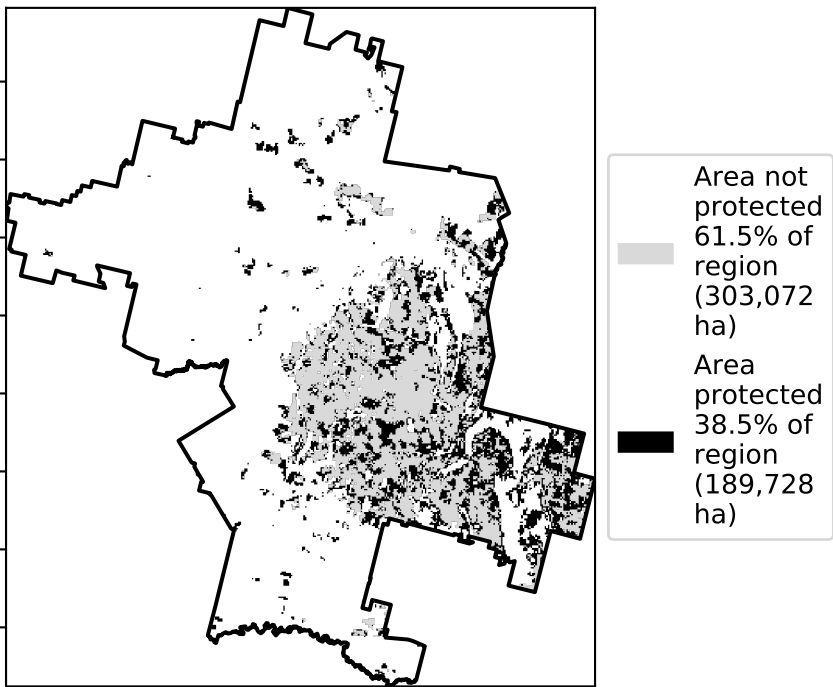 Area not
protected
61.5% of
region
(303,072
ha)
Area
protected
38.5% of
region
(189,728
ha)